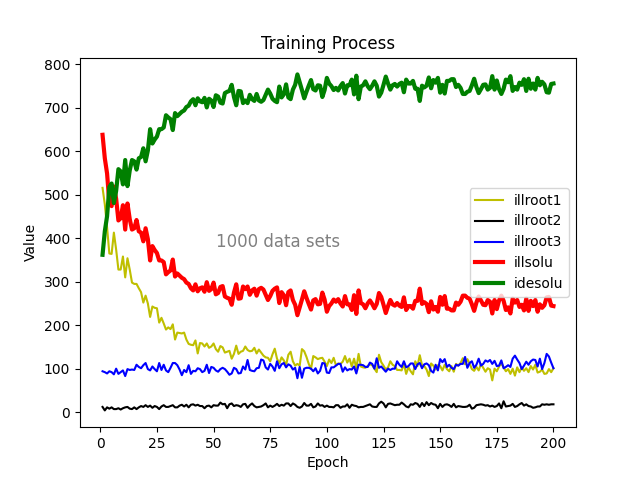 Training Process
Value
800
700
600
500
400
300
200
100
0
1000 data sets
illroot1
illroot2
illroot3
illsolu
idesolu
0 25 50 75 100 125 150 175 200
Epoch